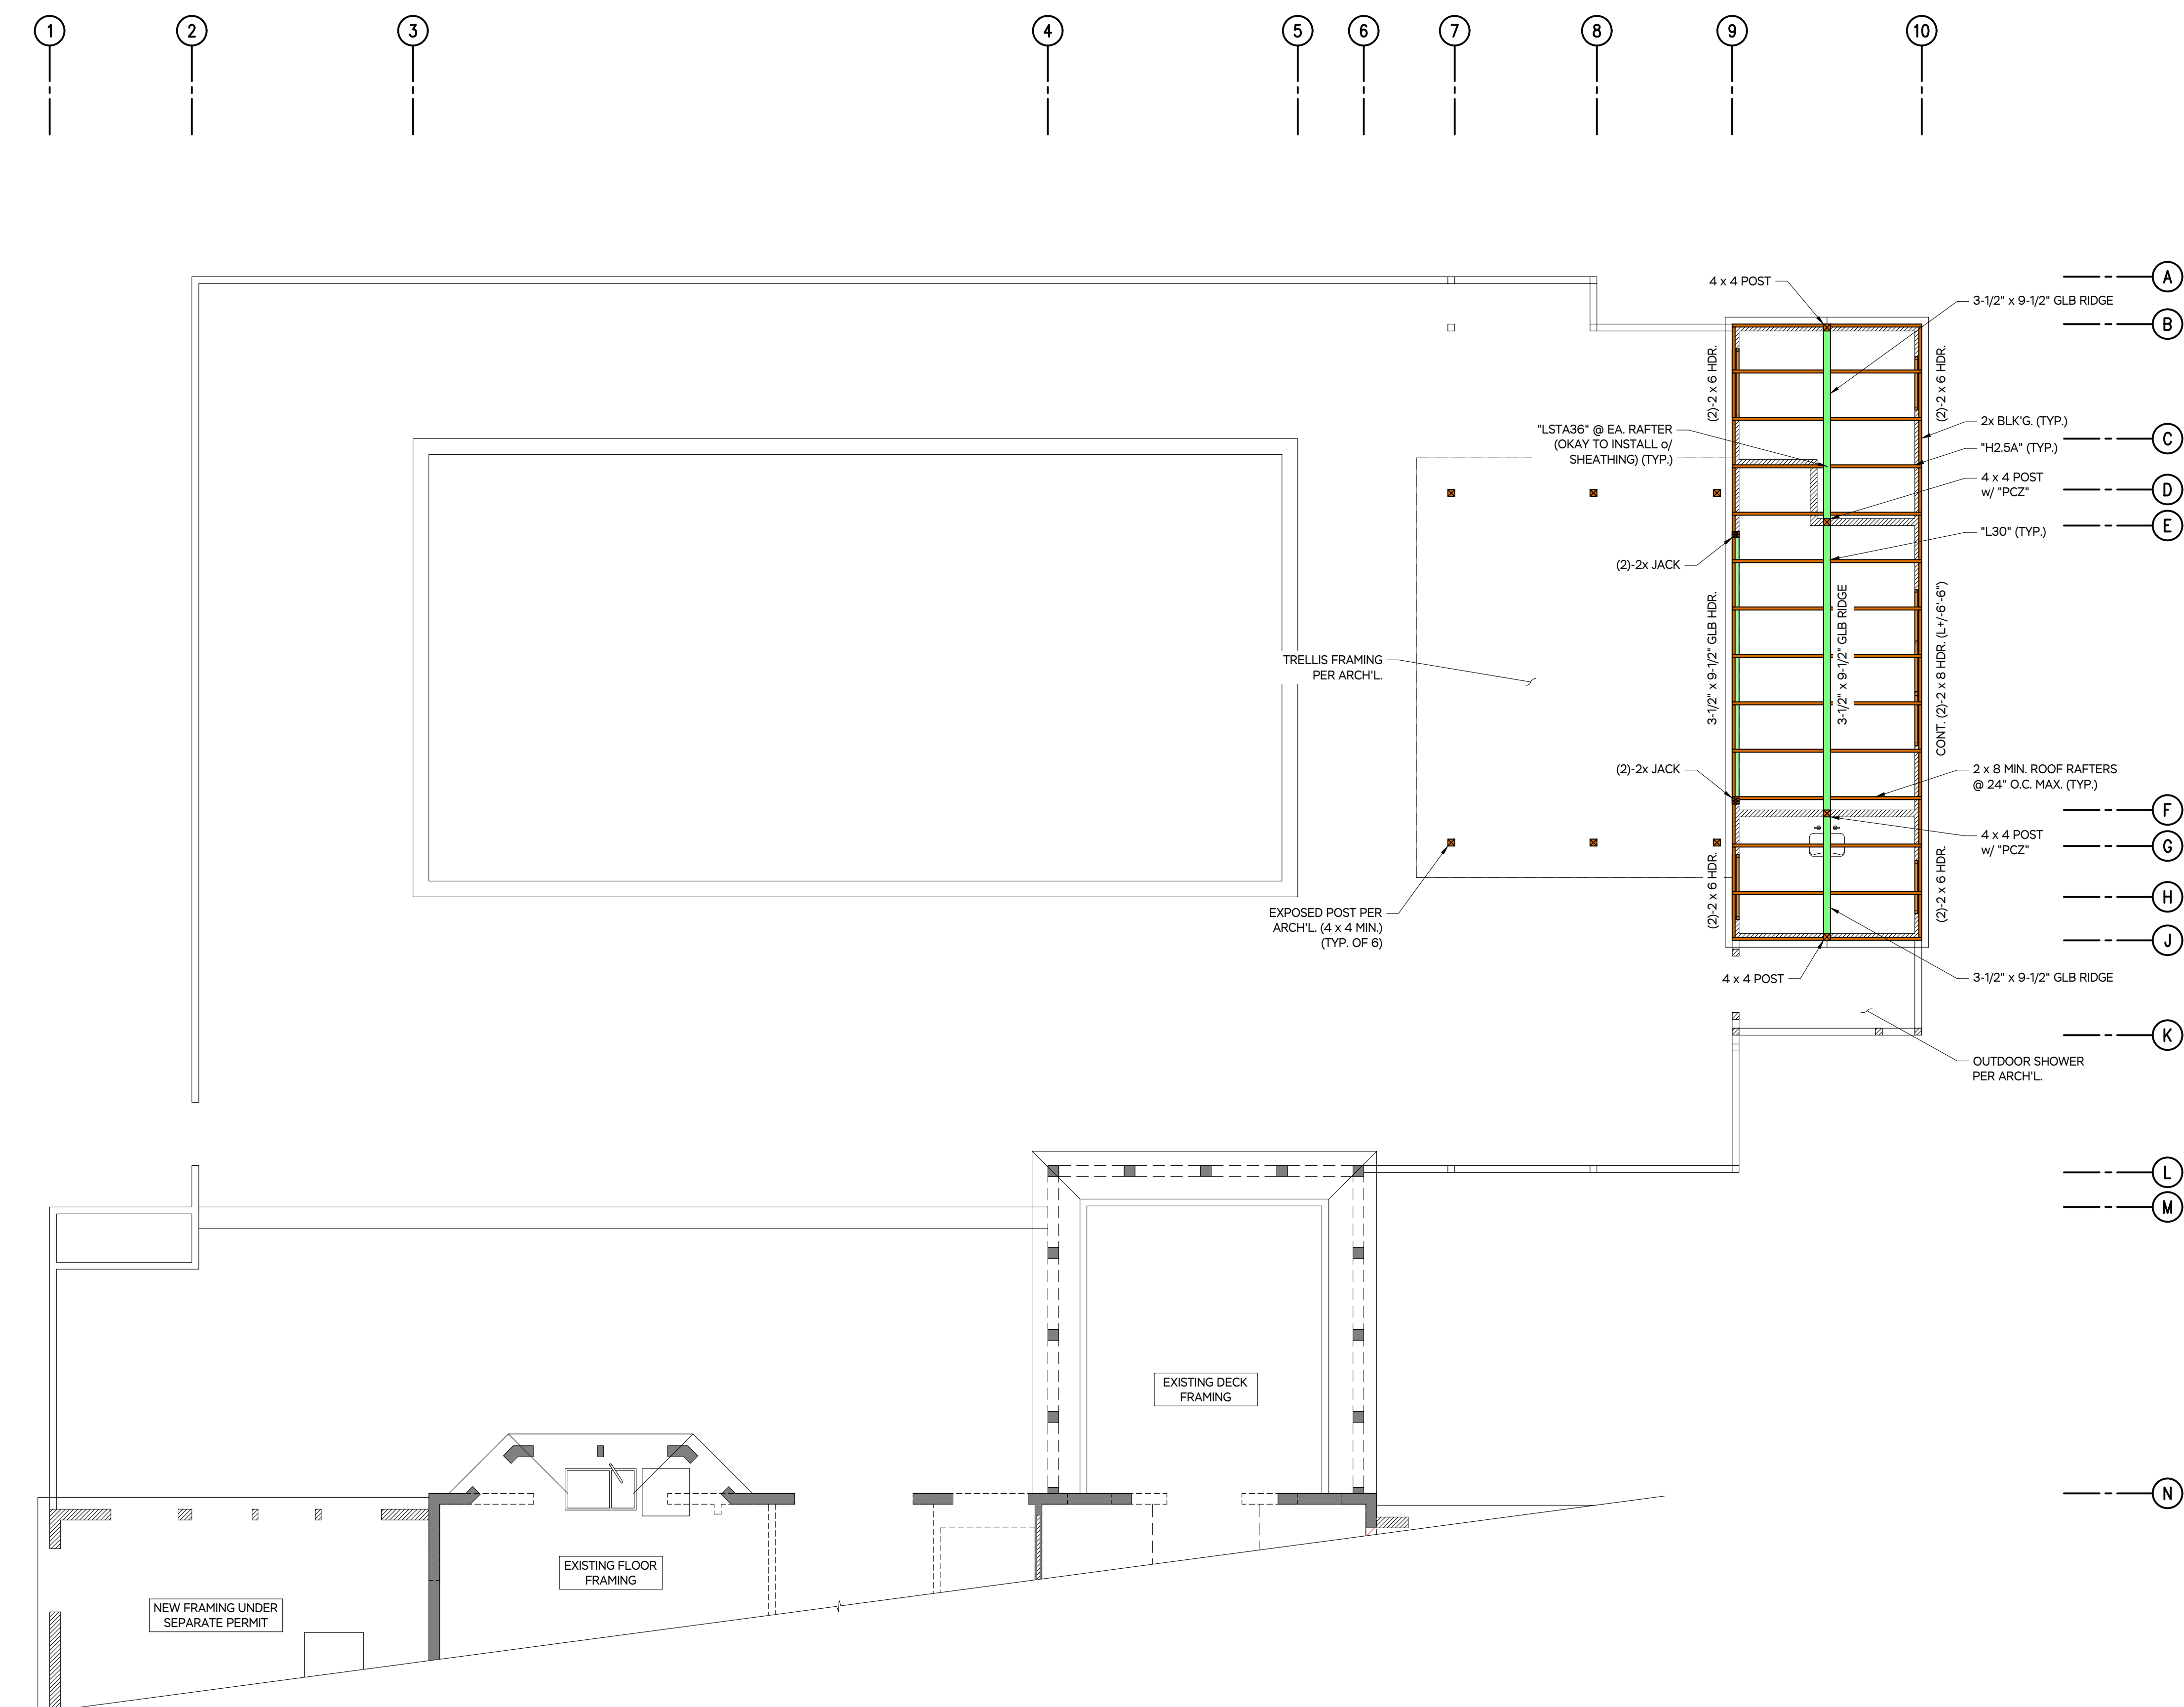 1
2
3
4
5
6
7
8
9
10
A
B
C
D
E
F
G
H
J
K
L
M
N
4 x 4 POST
3-1/2" x 9-1/2" GLB RIDGE
(2)-2 x 6 HDR.
(2)-2 x 6 HDR.
"LSTA36" @ EA. RAFTER
(OKAY TO INSTALL o/
SHEATHING) (TYP.)
2x BLK'G. (TYP.)
"H2.5A" (TYP.)
4 x 4 POST
w/ "PCZ"
"L30" (TYP.)
(2)-2x JACK
3-1/2" x 9-1/2" GLB HDR.
3-1/2" x 9-1/2" GLB RIDGE
CONT. (2)-2 x 8 HDR. (L+/-6'-6")
TRELLIS FRAMING
PER ARCH'L.
(2)-2x JACK
2 x 8 MIN. ROOF RAFTERS
@ 24" O.C. MAX. (TYP.)
4 x 4 POST
w/ "PCZ"
(2)-2 x 6 HDR.
(2)-2 x 6 HDR.
EXPOSED POST PER
ARCH'L. (4 x 4 MIN.)
(TYP. OF 6)
4 x 4 POST
3-1/2" x 9-1/2" GLB RIDGE
OUTDOOR SHOWER
PER ARCH'L.
EXISTING DECK
FRAMING
EXISTING FLOOR
FRAMING
NEW FRAMING UNDER
SEPARATE PERMIT